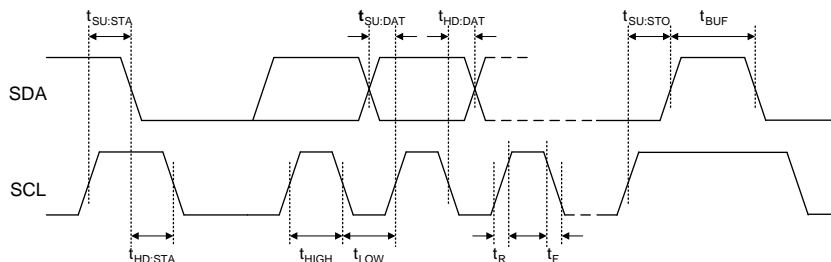 tSU:STA tSU:DAT tHD:DAT tSU:STO tBUF
SDA
SCL
tHD:STA tHIGH tLOW tR tF